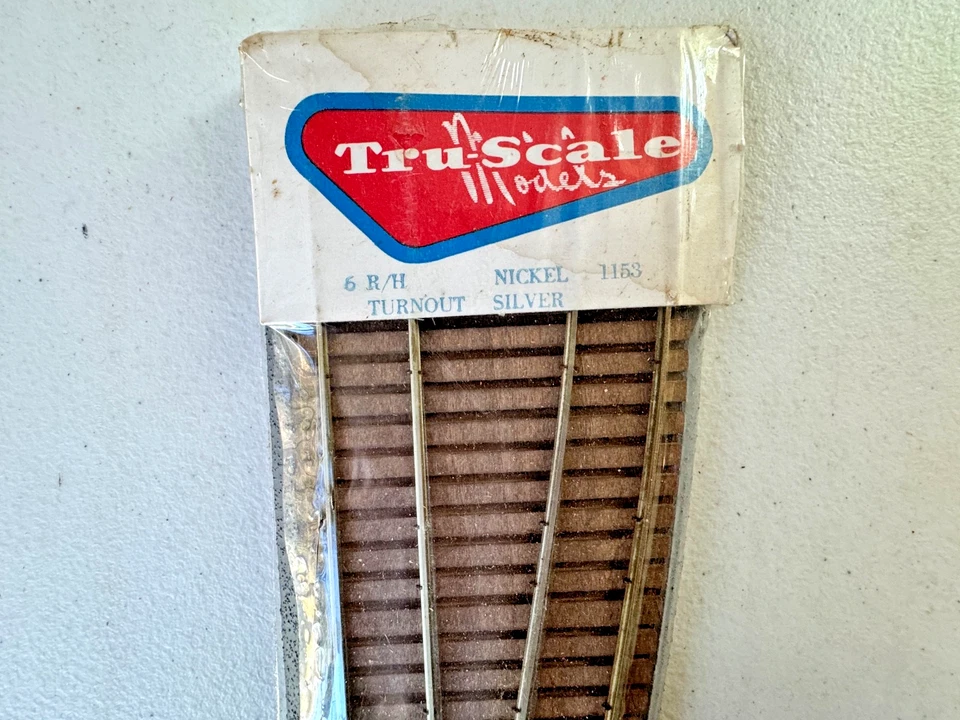 Tru-Scale
Models
6 R/H NICKEL 1153
TURNOUT SILVER